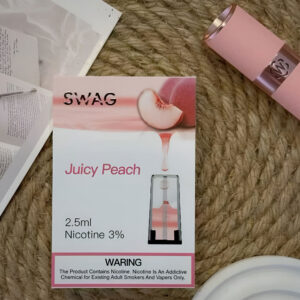 SWAG
Juicy Peach
2.5ml
Nicotine 3%
WARING
The Product Contains Nicotine. Nicotine Is An Addictive
Chemical for Existing Adult Smokers And Vapers Only.